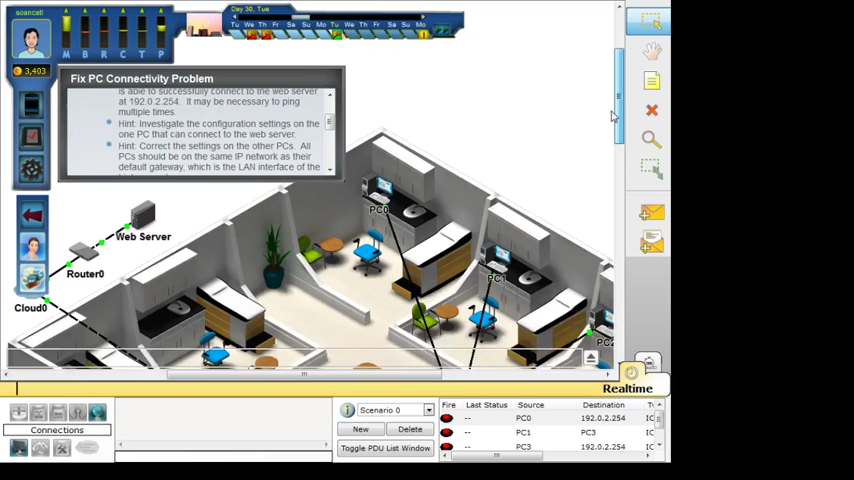 soancati
Day 30, Tue
Tu We Th Fr Sa Su Mo Tu We Th Fr Sa Su Mo
M B R C T P
3,403
Fix PC Connectivity Problem
is able to successfully connect to the web server
at 192.0.2.254. It may be necessary to ping
multiple times.
Hint: Investigate the configuration settings on the
one PC that can connect to the web server.
Hint: Correct the settings on the other PCs. All
PCs should be on the same IP network as their
default gateway, which is the LAN interface of the
PC0
Web Server
Router0
PC1
Cloud0
PC2
Realtime
Scenario 0
Fire Last Status Source Destination
-- PC0 192.0.2.254 IC
New Delete
Connections
-- PC1 PC3 IC
Toggle PDU List Window
-- PC3 192.0.2.254 IC